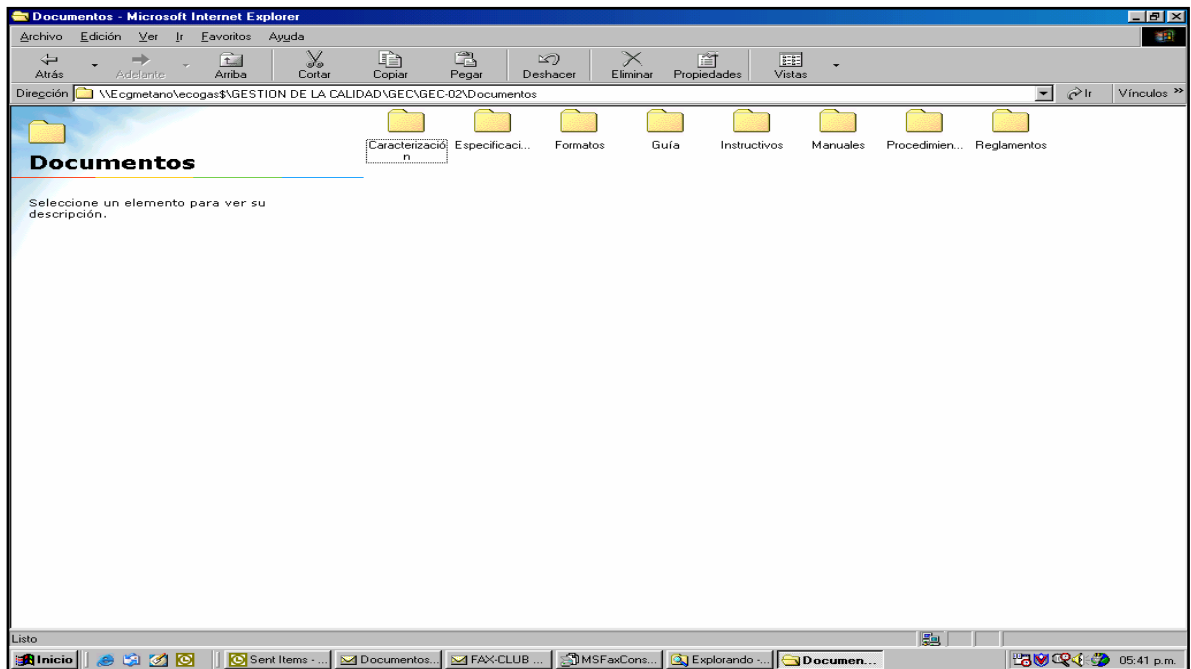 Documentos - Microsoft Internet Explorer
Archivo Edición Ver Ir Favoritos Ayuda
Atrás Adelante Arriba Cortar Copiar Pegar Deshacer Eliminar Propiedades Vistas
Dirección \\Ecgmetano\ecogas$\GESTION DE LA CALIDAD\GEC\GEC-02\Documentos Ir Vínculos »
Caracterizació
n
Especificaci... Formatos Guía Instructivos Manuales Procedimien... Reglamentos
Documentos
Seleccione un elemento para ver su
descripción.
Listo
Inicio Sent Items - ... Documentos... FAX-CLUB ... MSFaxCons... Explorando -... Documen... 05:41 p.m.